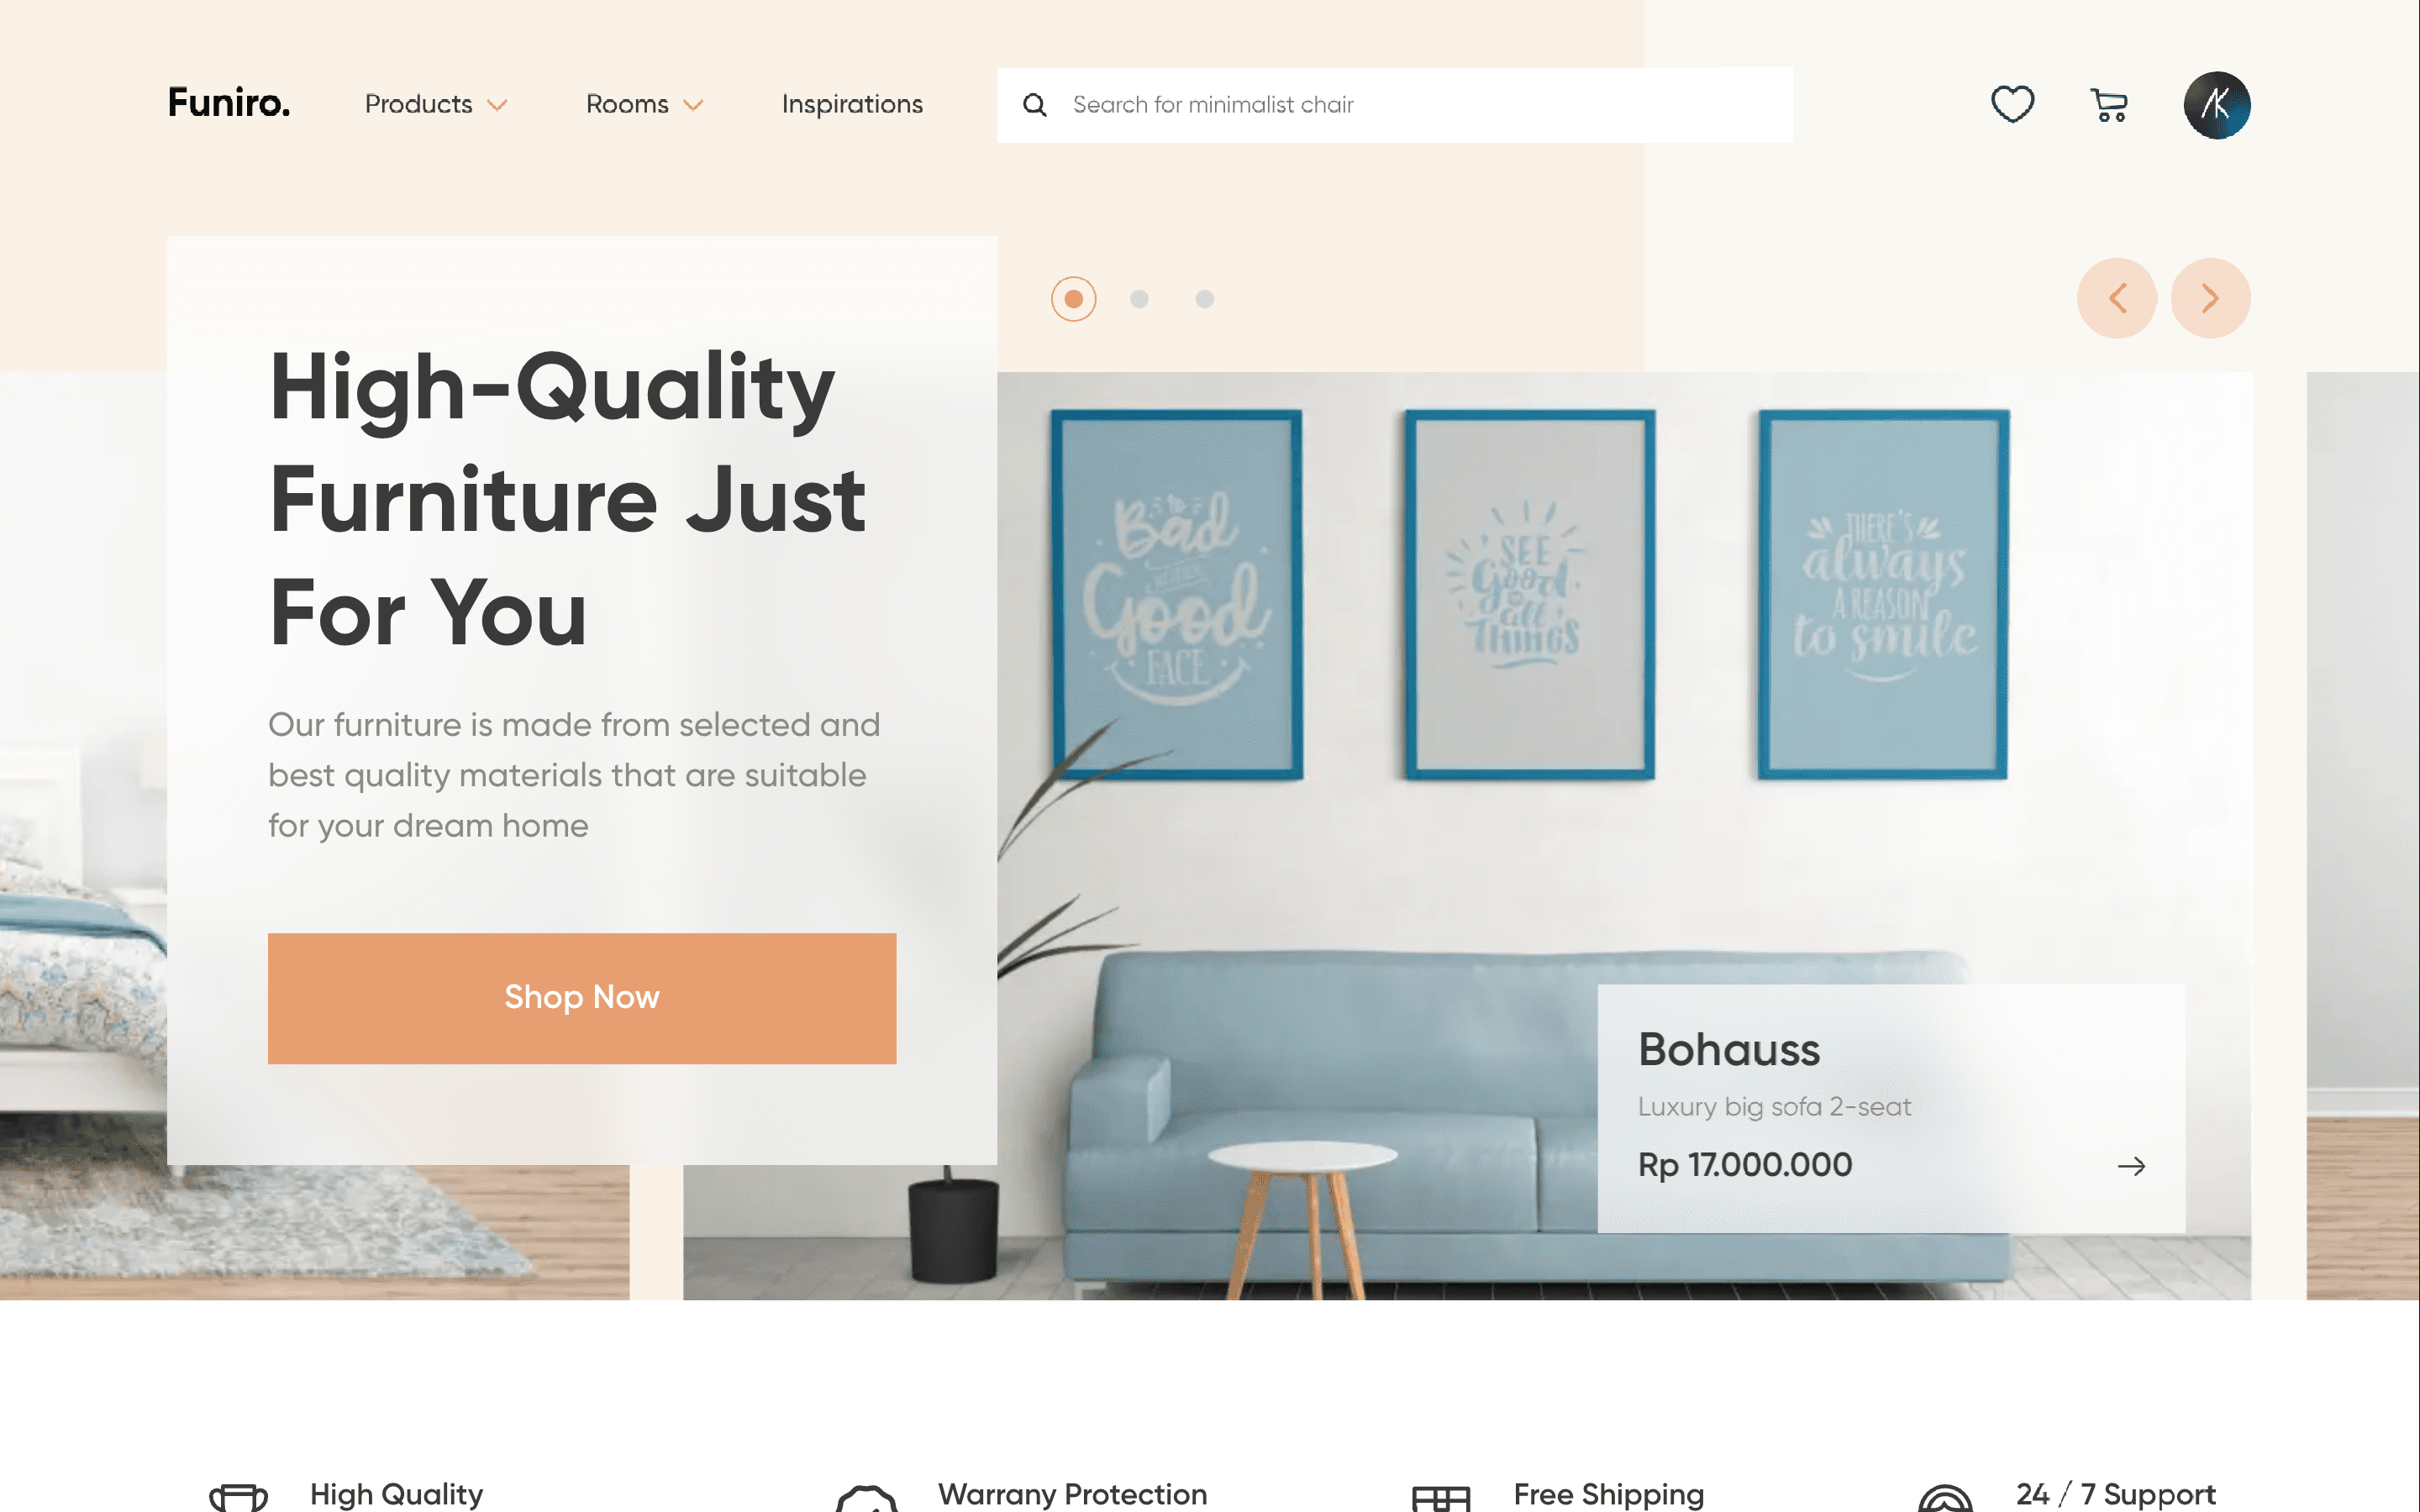 Funiro.
Products
Rooms
Inspirations
Search for minimalist chair
High-Quality
Furniture Just
For You
Our furniture is made from selected and
best quality materials that are suitable
for your dream home
Shop Now
Bad
Good
FACE
SEE
Good
all
THINGS
THERE'S
always
A REASON
to smile
Bohauss
Luxury big sofa 2-seat
Rp 17.000.000
High Quality
Warrany Protection
Free Shipping
24 / 7 Support